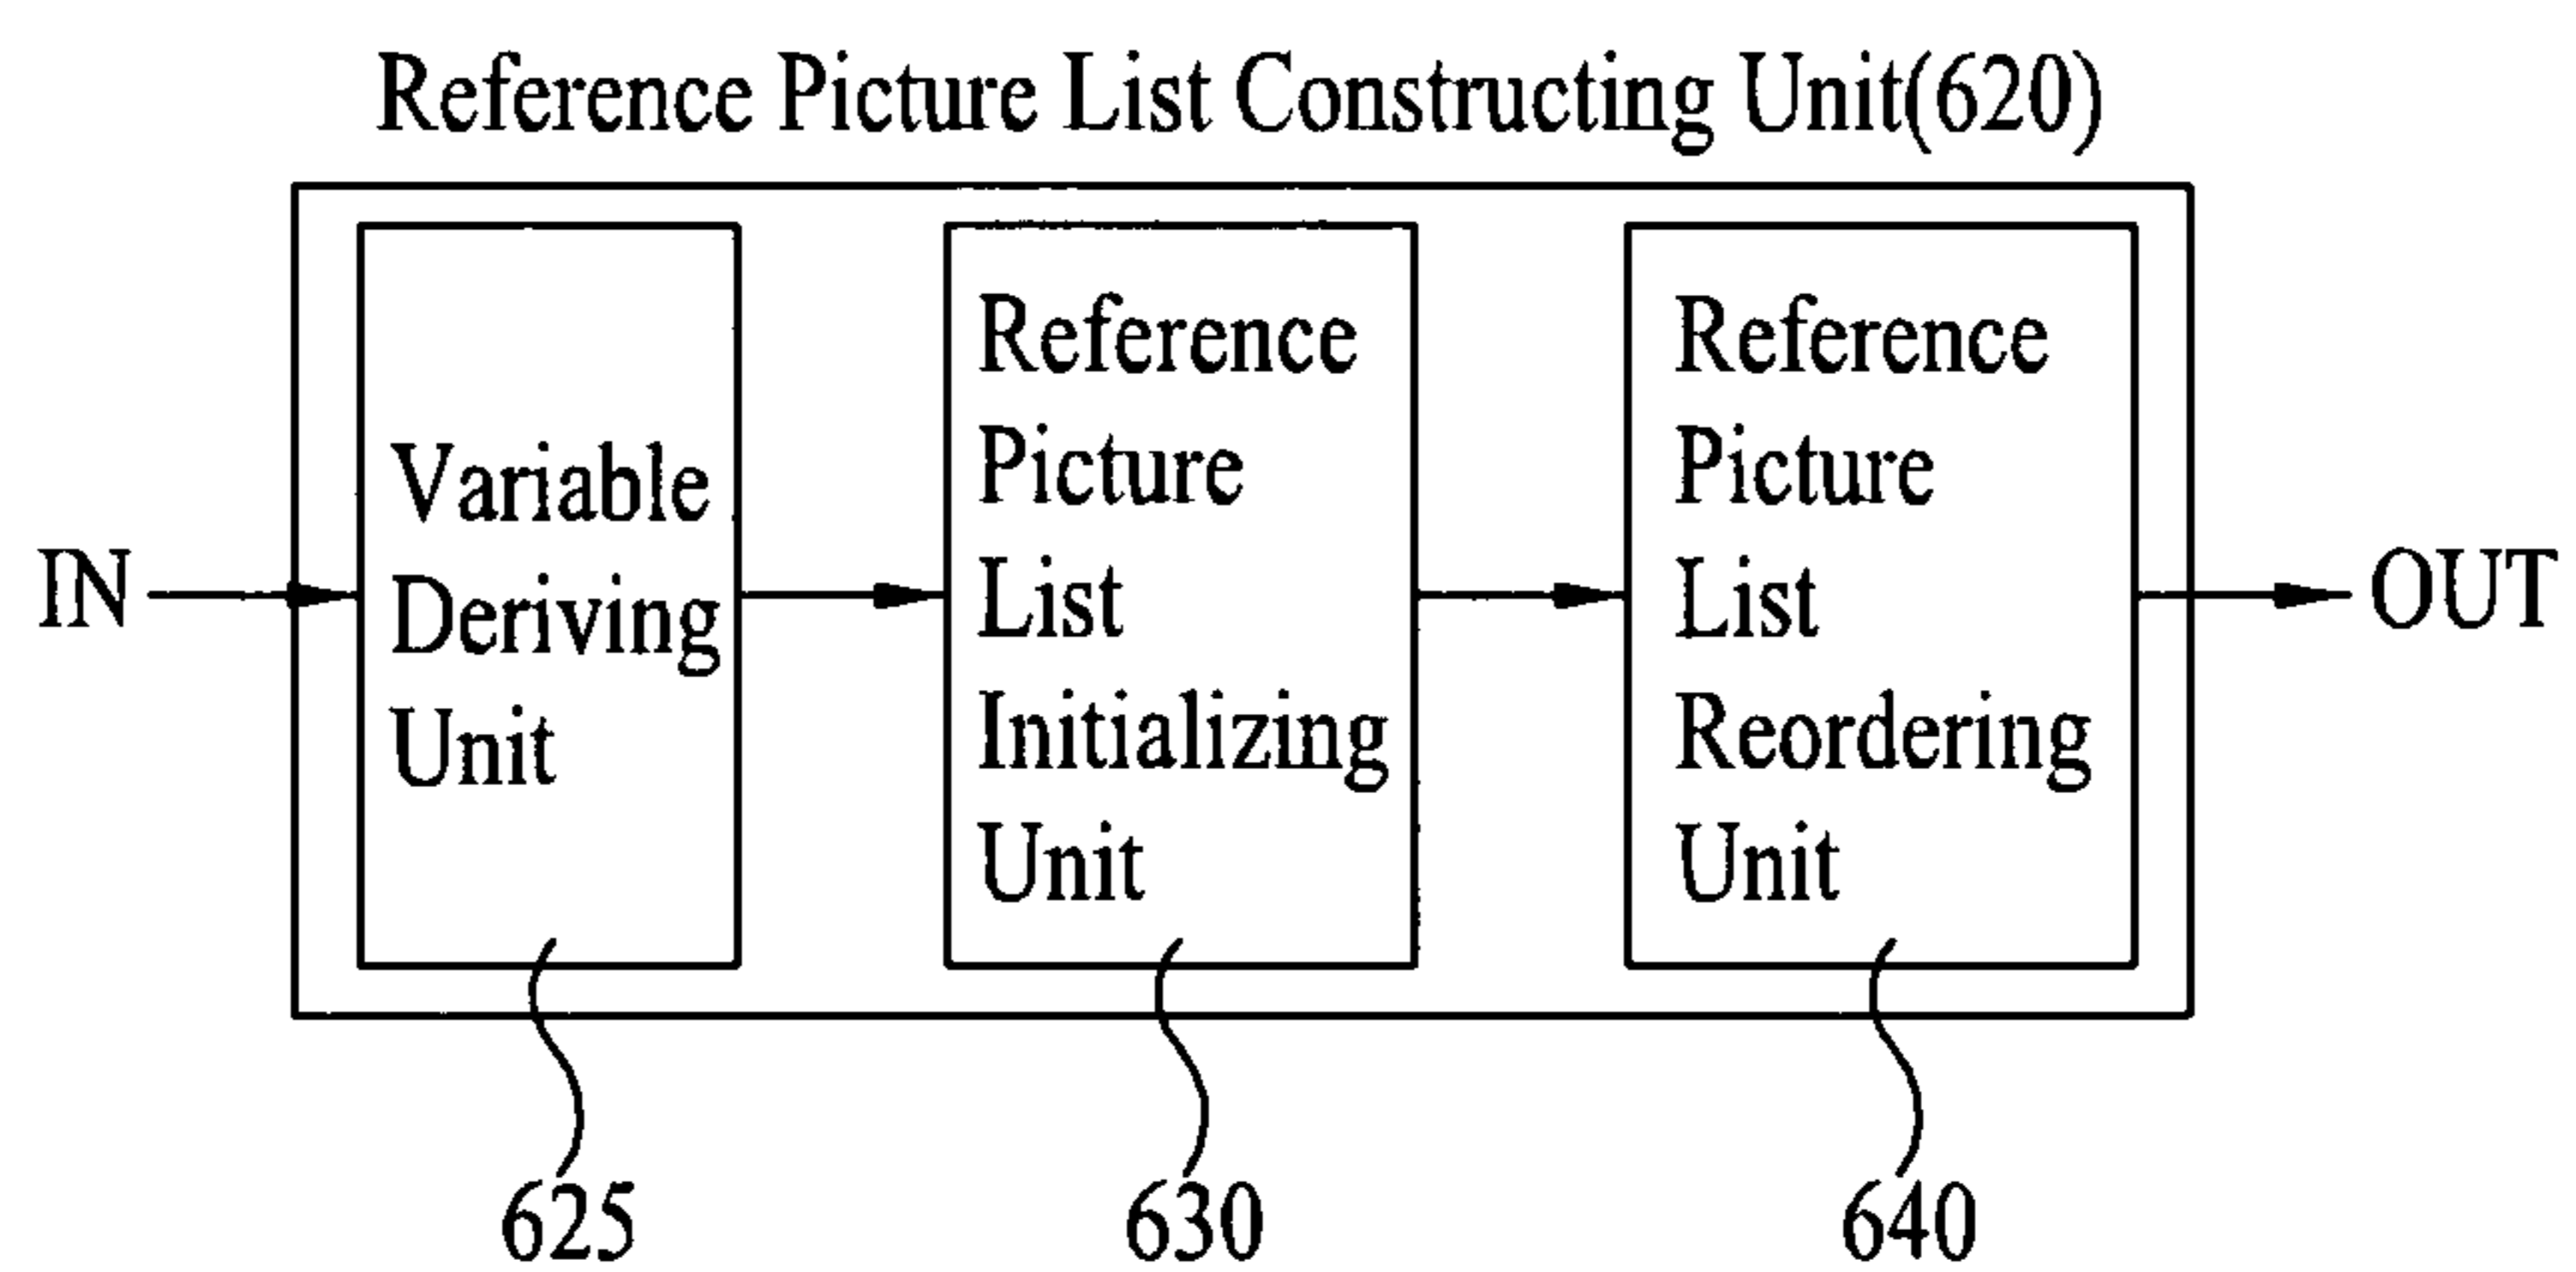 Reference Picture List Constructing Unit(620)
IN
Variable
Deriving
Unit
Reference
Picture
List
Initializing
Unit
Reference
Picture
List
Reordering
Unit
OUT
625
630
640